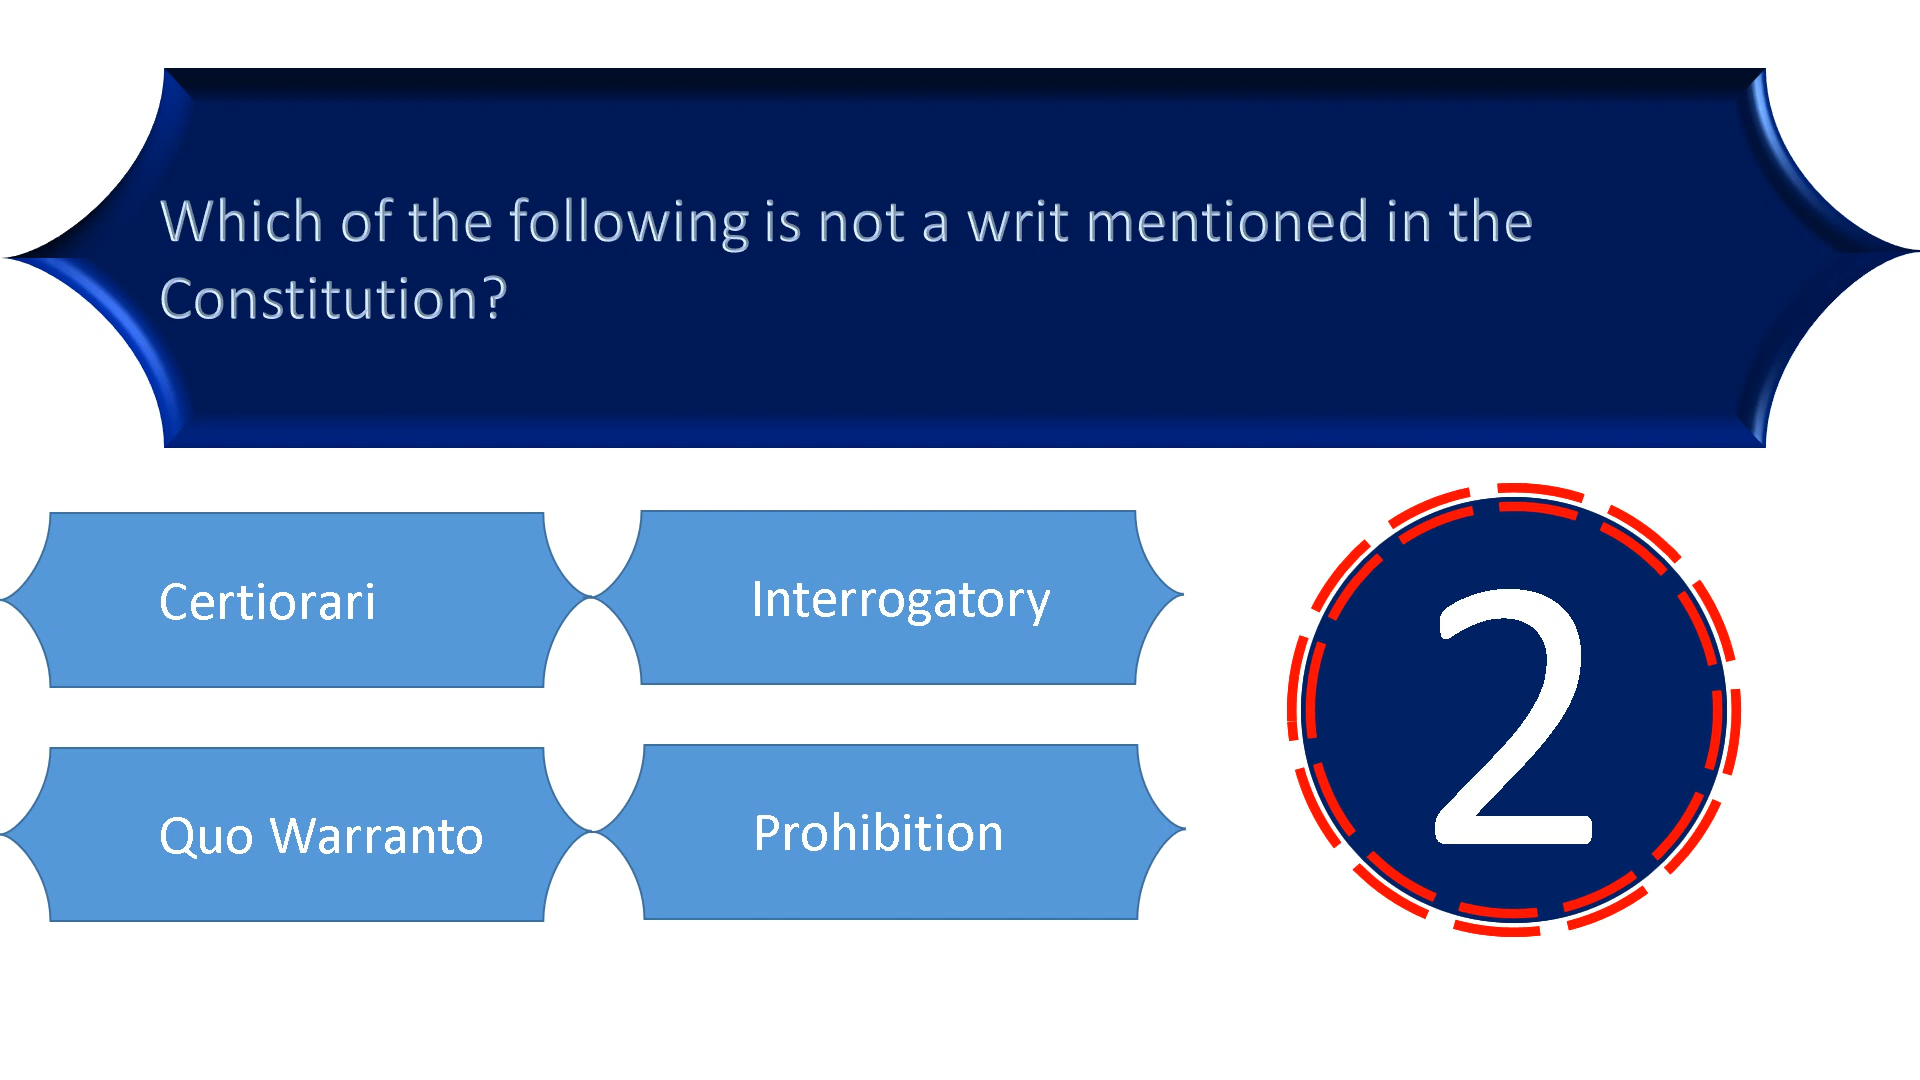 Which of the following is not a writ mentioned in the
Constitution?
Certiorari
Interrogatory
Quo Warranto
Prohibition
2